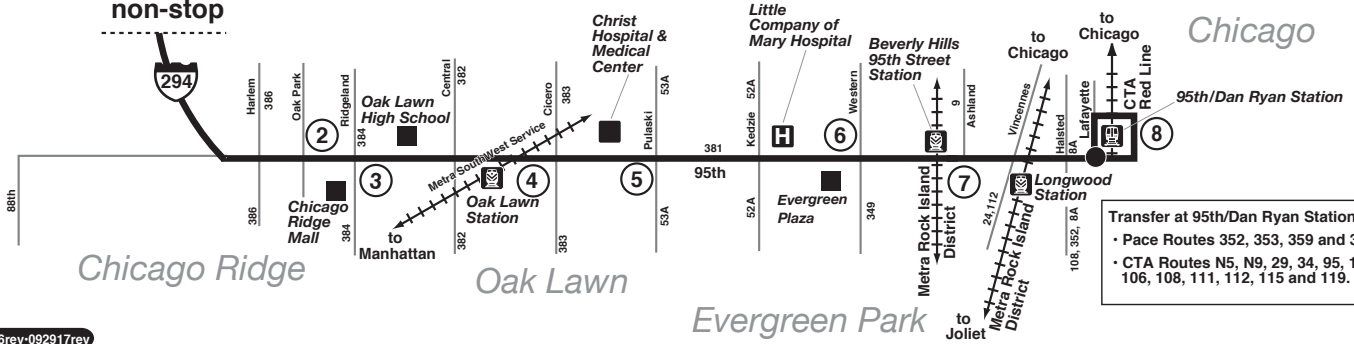 non-stop
294
88th
Harlem
386
386
Oak Park
2
Ridgeland
384
384
Oak Lawn
High School
3
Chicago
Ridge
Mall
Chicago Ridge
Central
382
382
Metra SouthWest Service
to
Manhattan
Oak Lawn
Station
4
Cicero
383
383
Oak Lawn
Christ
Hospital &
Medical
Center
5
Pulaski
53A
53A
381
95th
Little
Company of
Mary Hospital
H
Kedzie
52A
52A
Evergreen
Plaza
6
Western
349
Evergreen Park
Beverly Hills
95th Street
Station
Metra Rock Island
District
7
9
Ashland
Vincennes
24,112
to
Chicago
Longwood
Station
Metra Rock Island
District
to
Joliet
Halsted
8A
108, 352, 8A
Lafayette
to
Chicago
CTA
Red Line
8
95th/Dan Ryan Station
Chicago
Transfer at 95th/Dan Ryan Station
• Pace Routes 352, 353, 359 and 3
• CTA Routes N5, N9, 29, 34, 95, 1
106, 108, 111, 112, 115 and 119.
6rev•092917rev